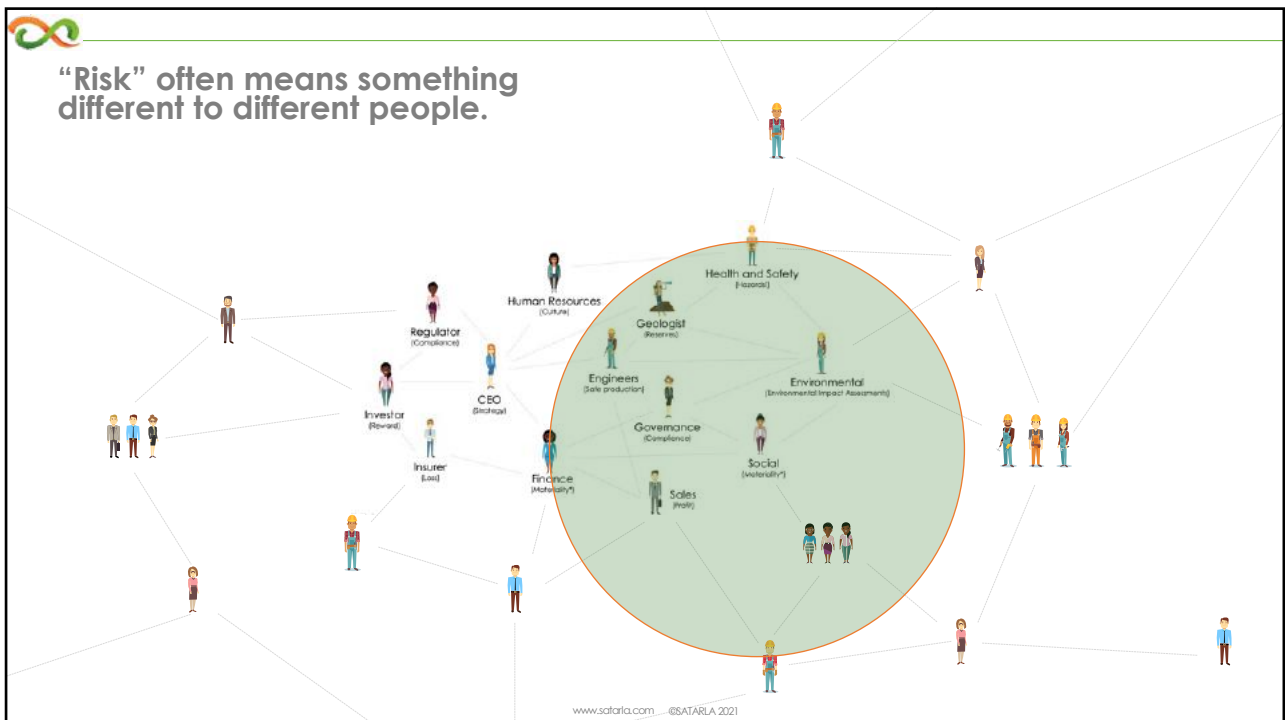 “Risk” often means something
different to different people.
Health and Safety
(Hazards)
Human Resources
(Culture)
Geologist
(Reserves)
Regulator
(Compliance)
Engineers
(Safe production)
Environmental
(Environmental Impact Assessments)
CEO
(Strategy)
Investor
(Reward)
Governance
(Compliance)
Insurer
(Loss)
Social
(Materiality*)
Finance
(Materiality*)
Sales
(Profit)
www.satarla.com ©SATARLA 2021